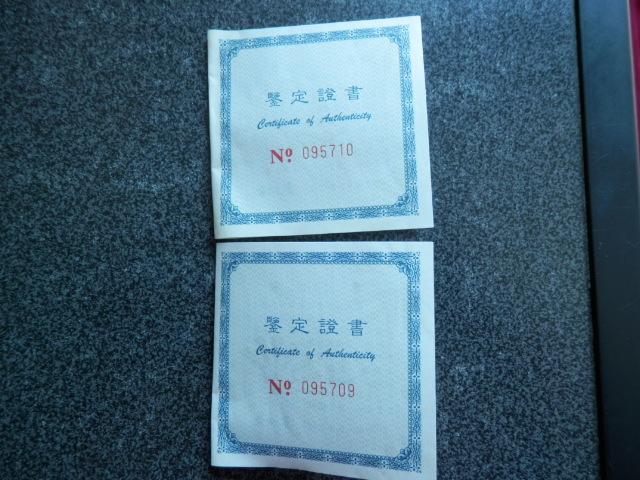 鑒定證書
Certificate of Authenticity
Nº 095710
鑒定證書
Certificate of Authenticity
Nº 095709